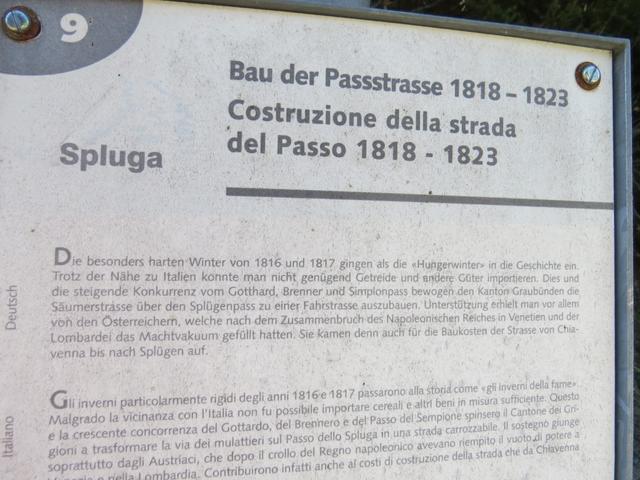 9
Bau der Passstrasse 1818 – 1823
Costruzione della strada
del Passo 1818 - 1823
Spluga
Deutsch
Die besonders harten Winter von 1816 und 1817 gingen als die «Hungerwinter» in die Geschichte ein.
Trotz der Nähe zu Italien konnte man nicht genügend Getreide und andere Güter importieren. Dies und
die steigende Konkurrenz vom Gotthard, Brenner und Simplonpass bewogen den Kanton Graubünden die
Säumerstrasse über den Splügenpass zu einer Fahrstrasse auszubauen. Unterstützung erhielt man vor allem
von den Österreichern, welche nach dem Zusammenbruch des Napoleonischen Reiches in Venetien und der
Lombardei das Machtvakuum gefüllt hatten. Sie kamen denn auch für die Baukosten der Strasse von Chia-
venna bis nach Splügen auf.
Italiano
Gli inverni particolarmente rigidi degli anni 1816 e 1817 passarono alla storia come «gli inverni della fame».
Malgrado la vicinanza con l'Italia non fu possibile importare cereali e altri beni in misura sufficiente. Questo
e la crescente concorrenza del Gottardo, del Brennero e del Passo del Sempione spinsero il Cantone dei Gri-
gioni a trasformare la via dei mulattieri sul Passo dello Spluga in una strada carrozzabile. Il sostegno giunge
soprattutto dagli Austriaci, che dopo il crollo del Regno napoleonico avevano riempito il vuoto di potere a
e nella Lombardia. Contribuirono infatti anche ai costi di costruzione della strada che da Chiavenna